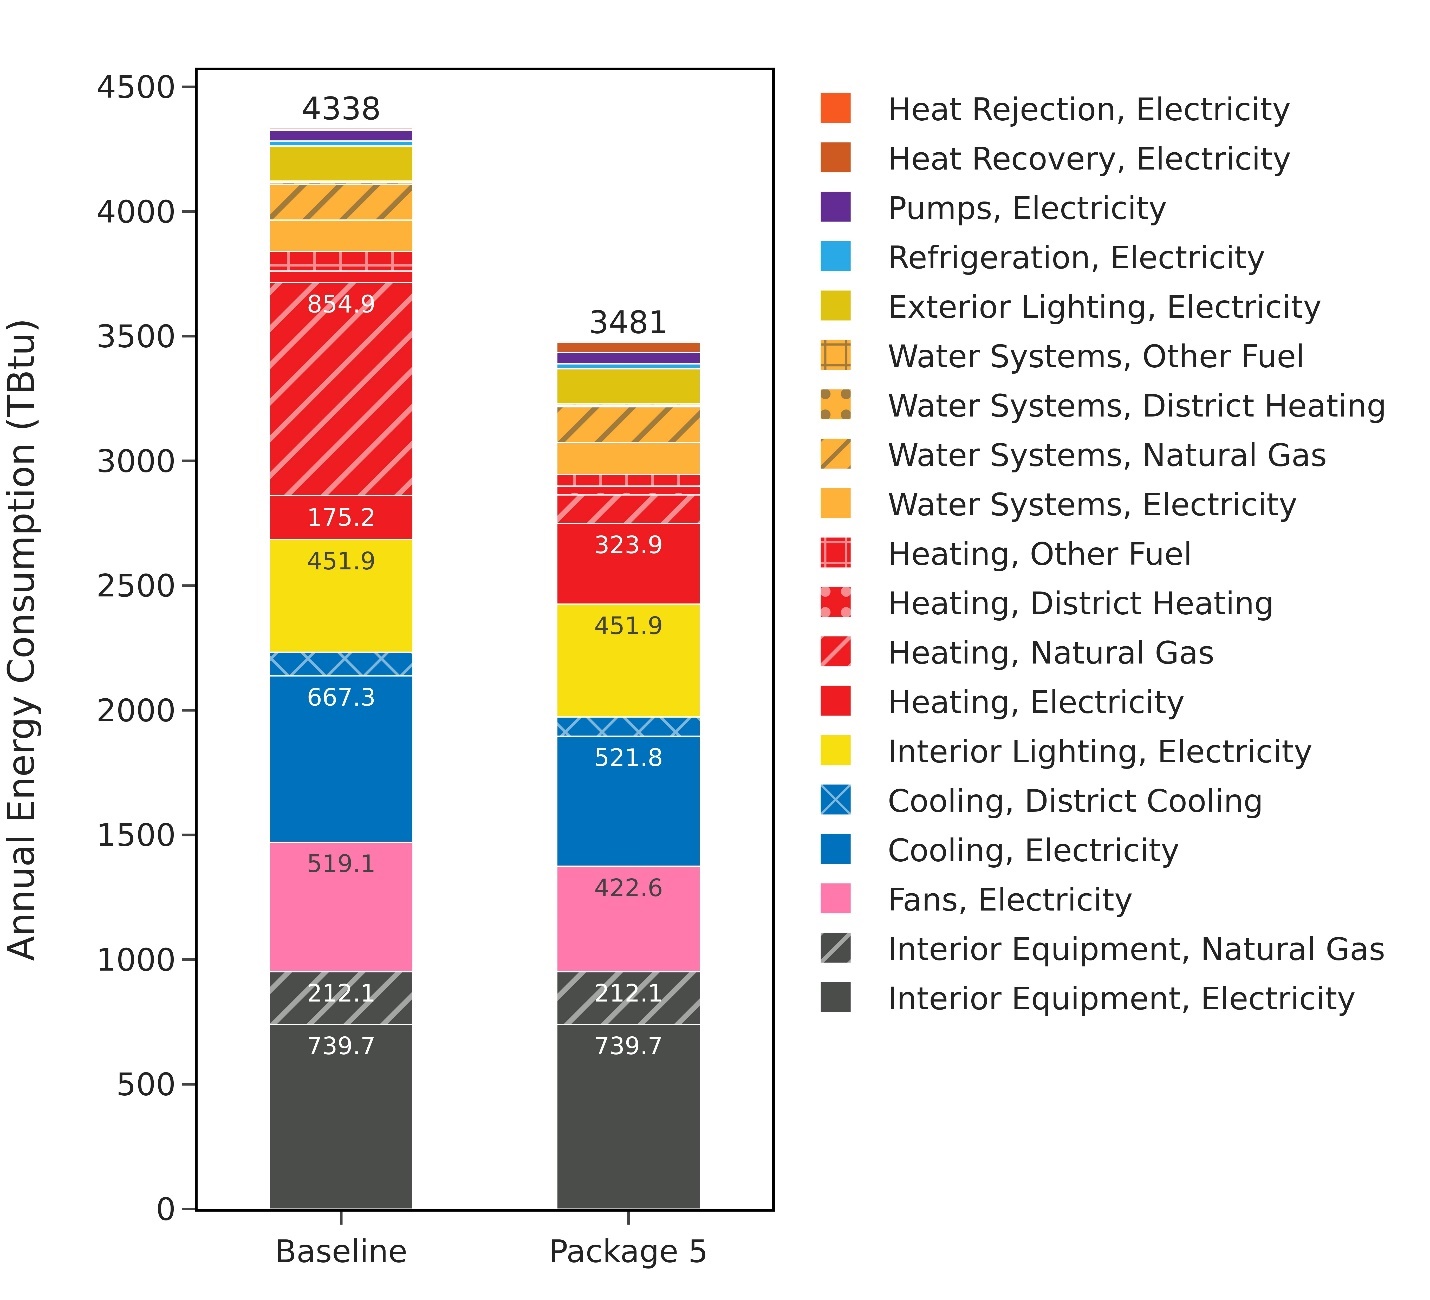 Annual Energy Consumption (TBtu)
4500
4000
3500
3000
2500
2000
1500
1000
500
0
4338
854.9
175.2
451.9
667.3
519.1
212.1
739.7
Baseline
3481
323.9
451.9
521.8
422.6
212.1
739.7
Package 5
Heat Rejection, Electricity
Heat Recovery, Electricity
Pumps, Electricity
Refrigeration, Electricity
Exterior Lighting, Electricity
Water Systems, Other Fuel
Water Systems, District Heating
Water Systems, Natural Gas
Water Systems, Electricity
Heating, Other Fuel
Heating, District Heating
Heating, Natural Gas
Heating, Electricity
Interior Lighting, Electricity
Cooling, District Cooling
Cooling, Electricity
Fans, Electricity
Interior Equipment, Natural Gas
Interior Equipment, Electricity